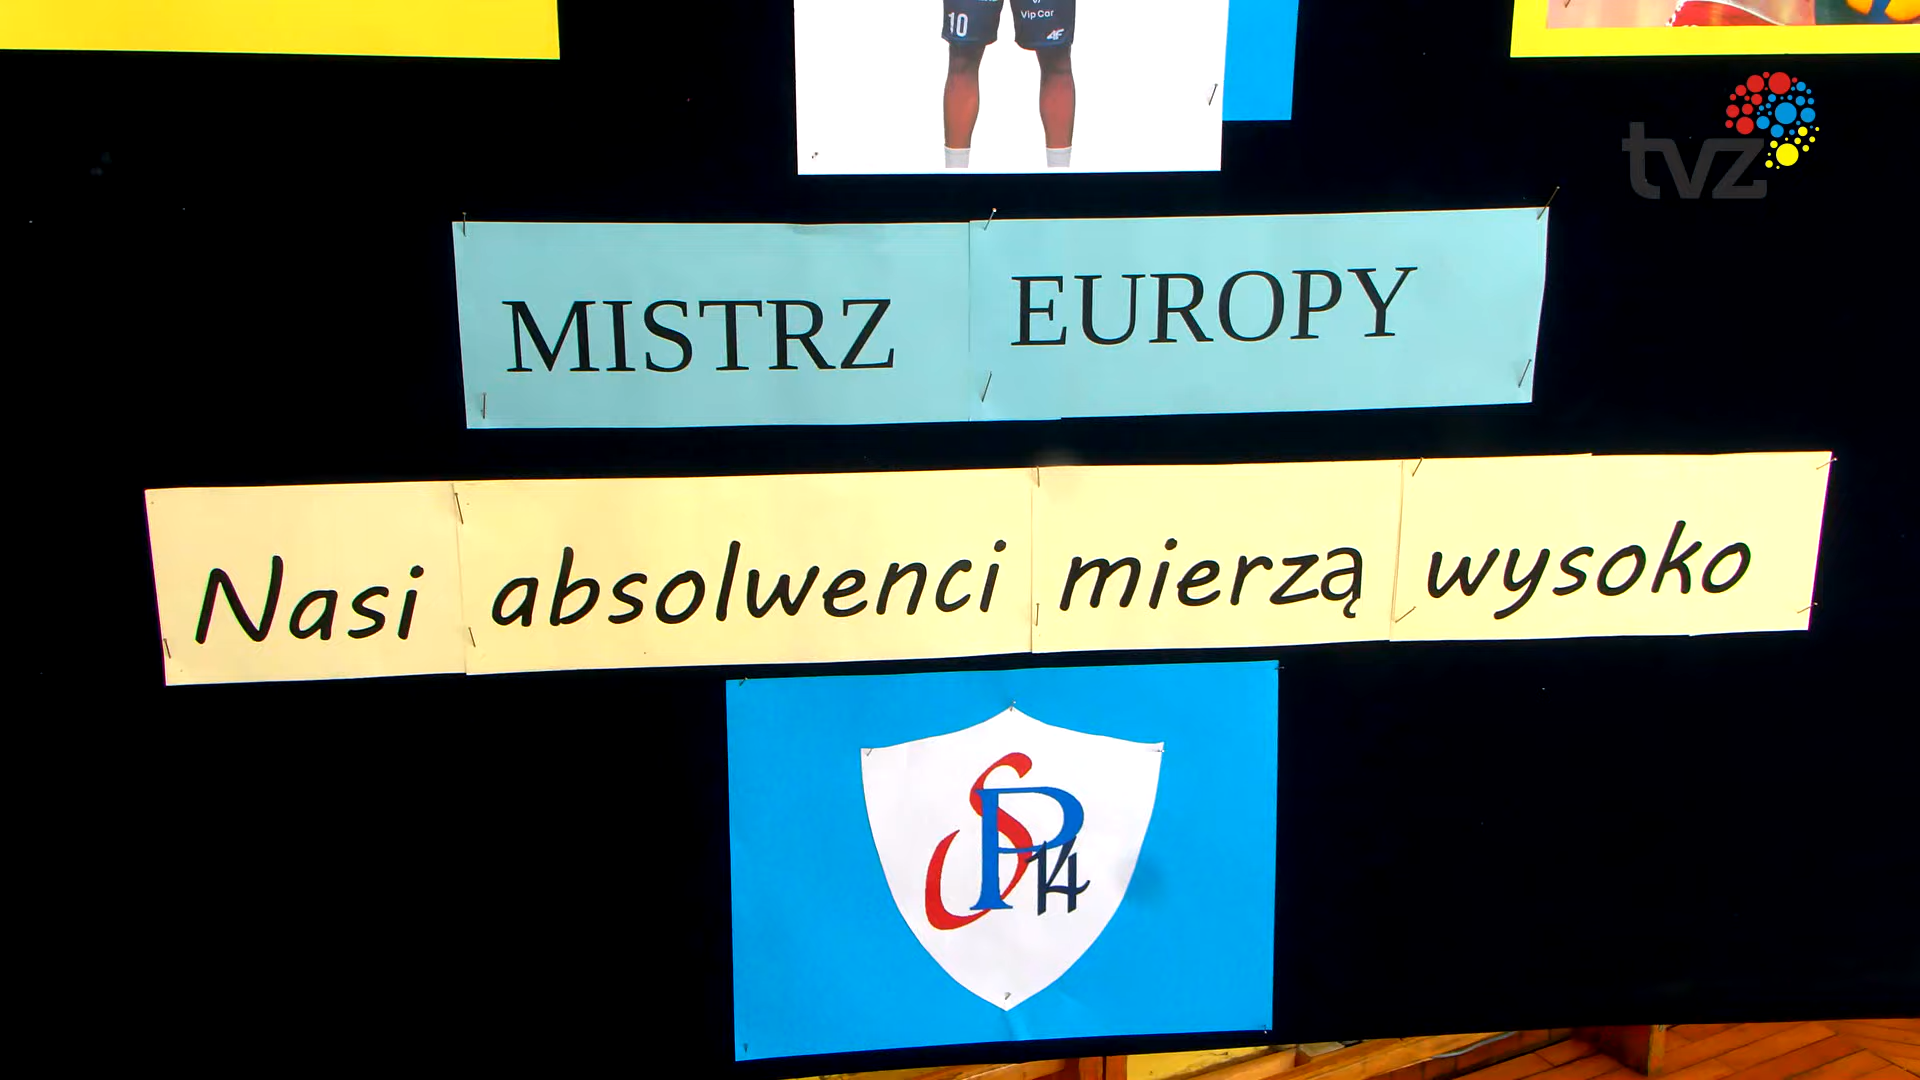 10
Vip Car
4F
tvz
MISTRZ EUROPY
Nasi absolwenci mierzą wysoko
SP14